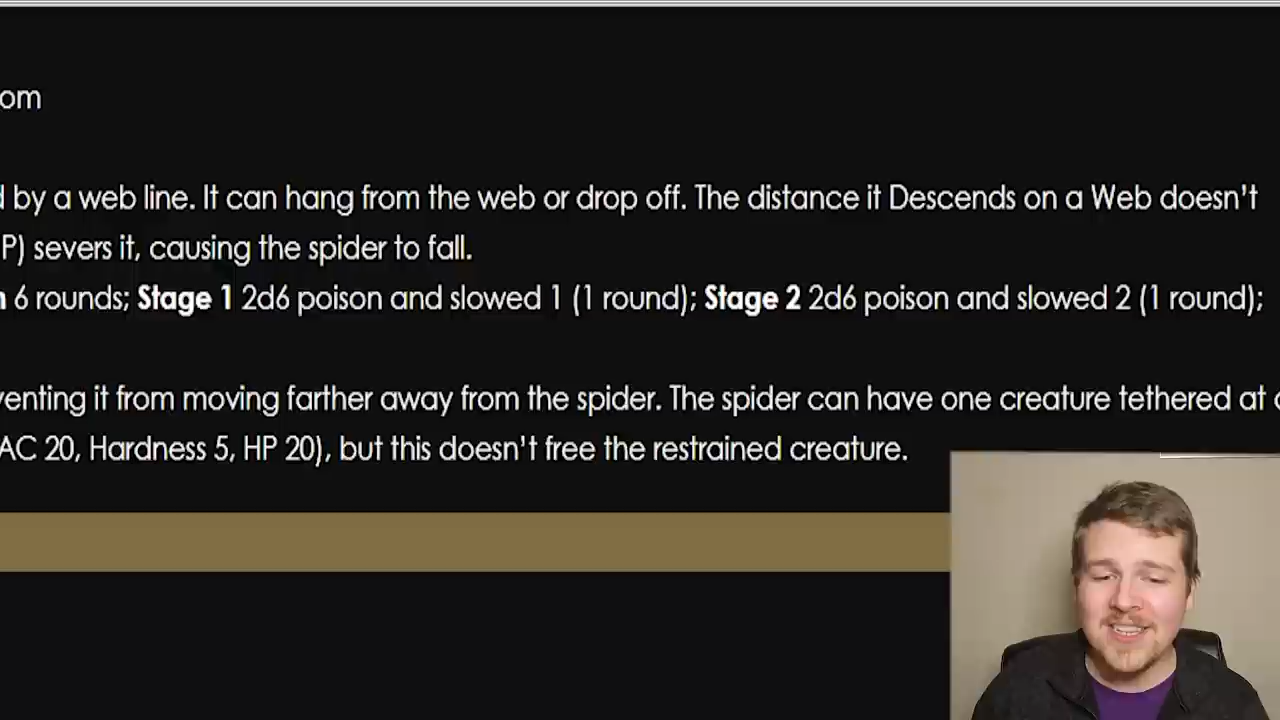 om
d by a web line. It can hang from the web or drop off. The distance it Descends on a Web doesn't
P) severs it, causing the spider to fall.
n 6 rounds; Stage 1 2d6 poison and slowed 1 (1 round); Stage 2 2d6 poison and slowed 2 (1 round);
venting it from moving farther away from the spider. The spider can have one creature tethered at
AC 20, Hardness 5, HP 20), but this doesn't free the restrained creature.